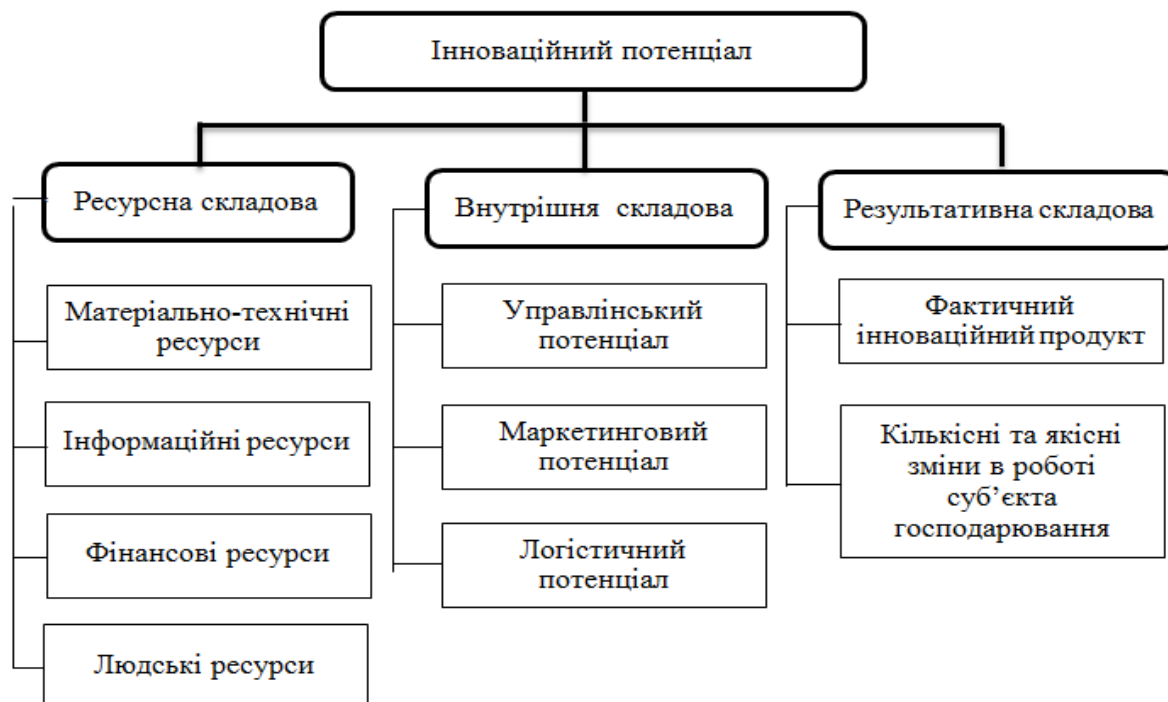 Інноваційний потенціал
Ресурсна складова
Матеріально-технічні
ресурси
Інформаційні ресурси
Фінансові ресурси
Людські ресурси
Внутрішня складова
Управлінський
потенціал
Маркетинговий
потенціал
Логістичний
потенціал
Результативна складова
Фактичний
інноваційний продукт
Кількісні та якісні
зміни в роботі
суб’єкта
господарювання